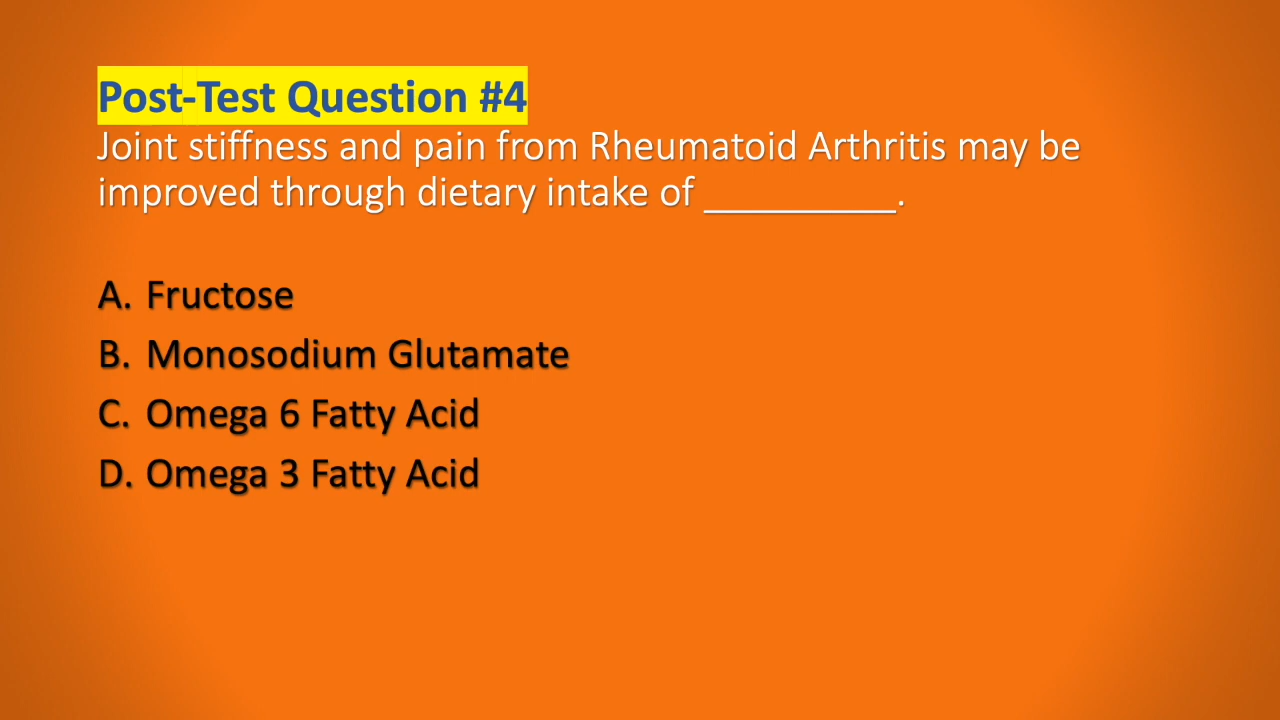 Post-Test Question #4
Joint stiffness and pain from Rheumatoid Arthritis may be
improved through dietary intake of _________.
A. Fructose
B. Monosodium Glutamate
C. Omega 6 Fatty Acid
D. Omega 3 Fatty Acid